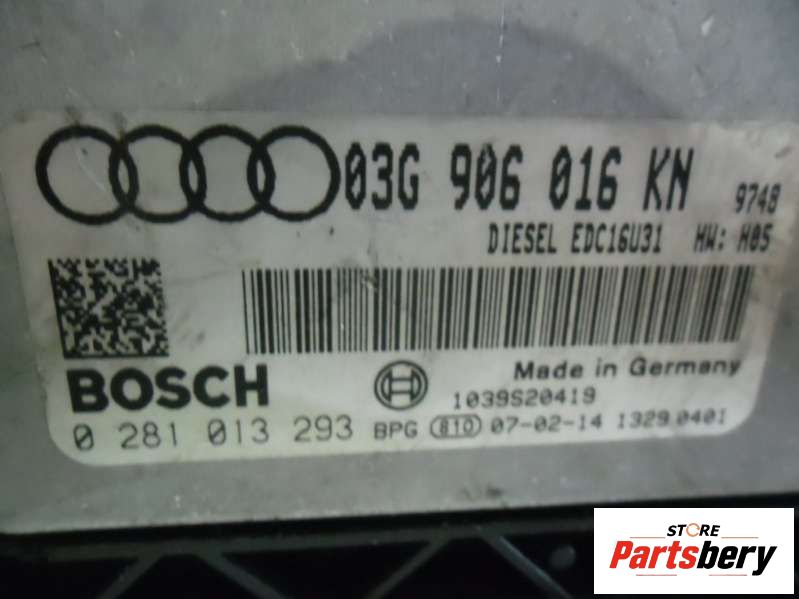 03G 906 016 KN 9748
DIESEL EDC16U31 HW: H05
Made in Germany
BOSCH
1039S20419
0 281 013 293 BPG 810 07-02-14 1329 0401
STORE
Partsbery